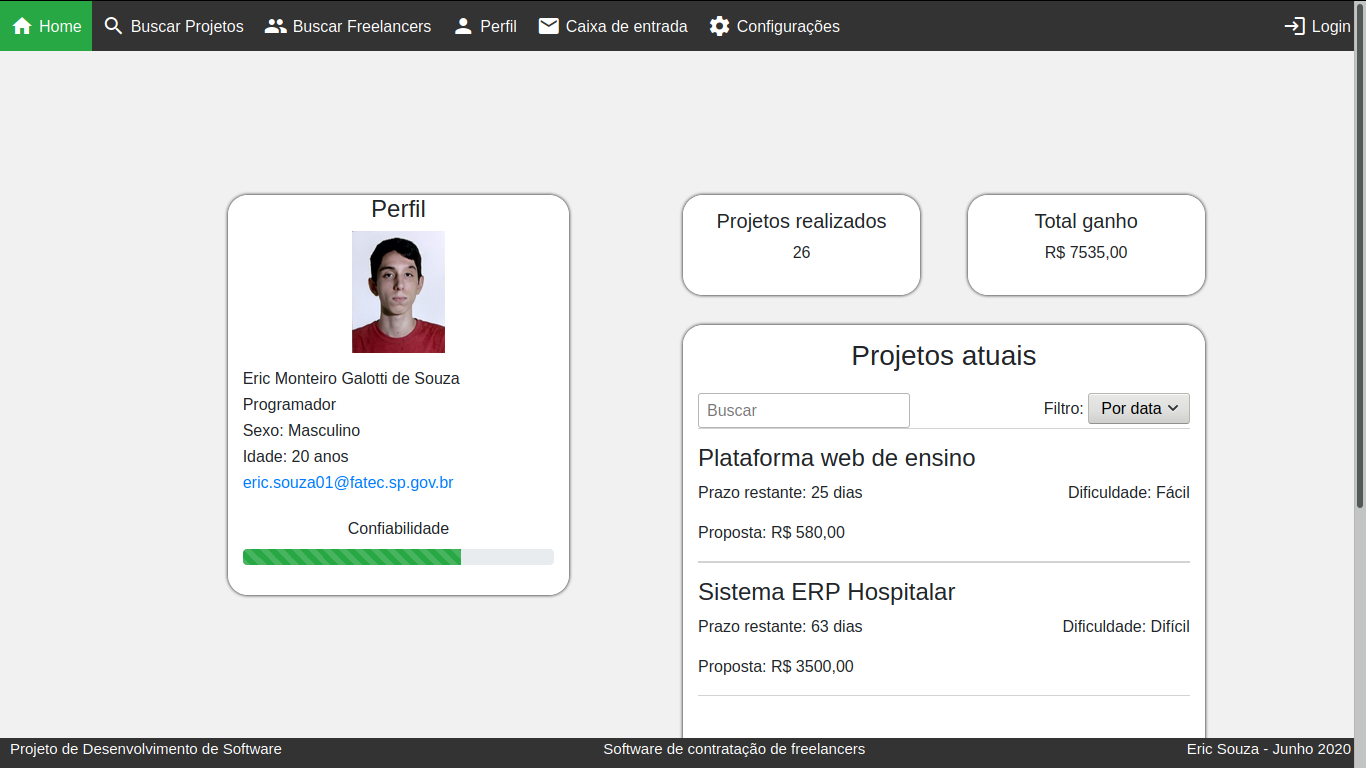 Home Buscar Projetos Buscar Freelancers Perfil Caixa de entrada Configurações Login
Perfil
Eric Monteiro Galotti de Souza
Programador
Sexo: Masculino
Idade: 20 anos
eric.souza01@fatec.sp.gov.br
Confiabilidade
Projetos realizados
26
Total ganho
R$ 7535,00
Projetos atuais
Buscar Filtro: Por data
Plataforma web de ensino
Prazo restante: 25 dias Dificuldade: Fácil
Proposta: R$ 580,00
Sistema ERP Hospitalar
Prazo restante: 63 dias Dificuldade: Difícil
Proposta: R$ 3500,00
Projeto de Desenvolvimento de Software Software de contratação de freelancers Eric Souza - Junho 2020